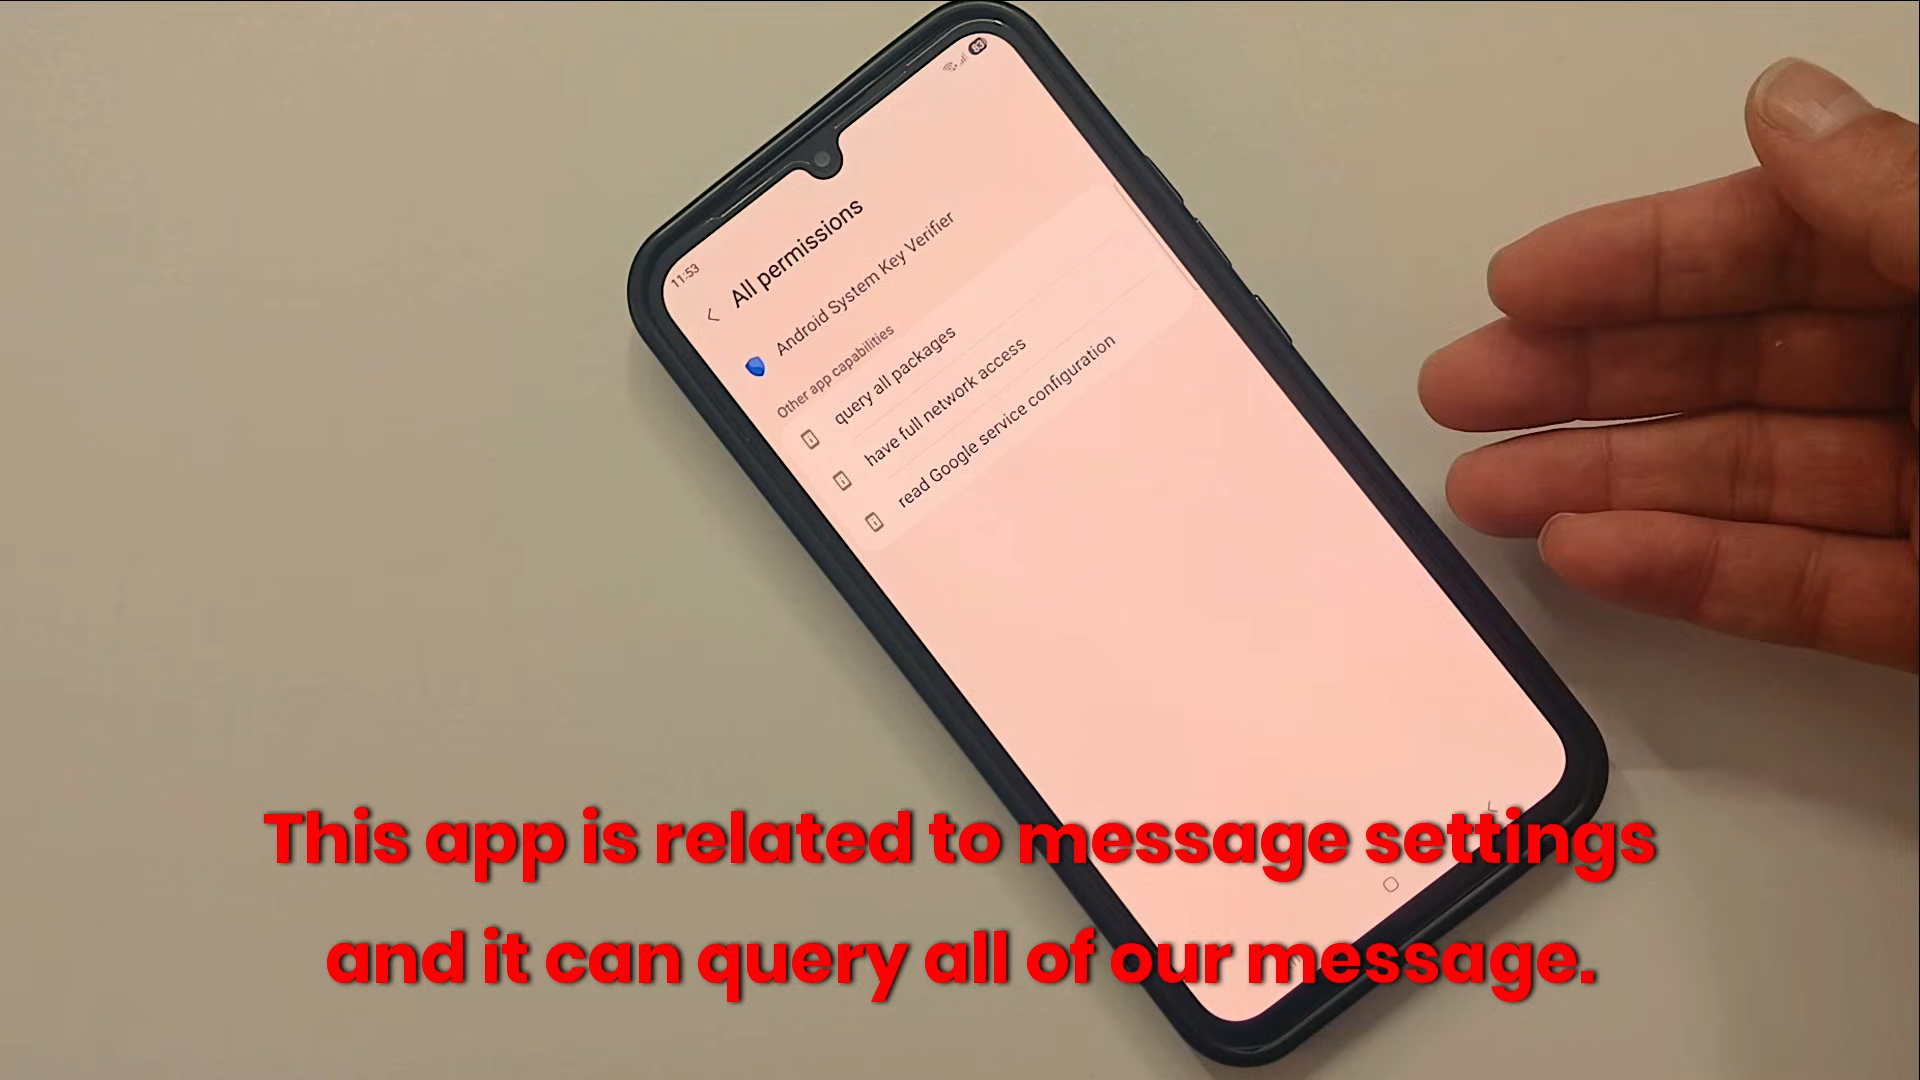 83
11:53
All permissions
Android System Key Verifier
Other app capabilities
query all packages
have full network access
read Google service configuration
This app is related to message settings
and it can query all of our message.